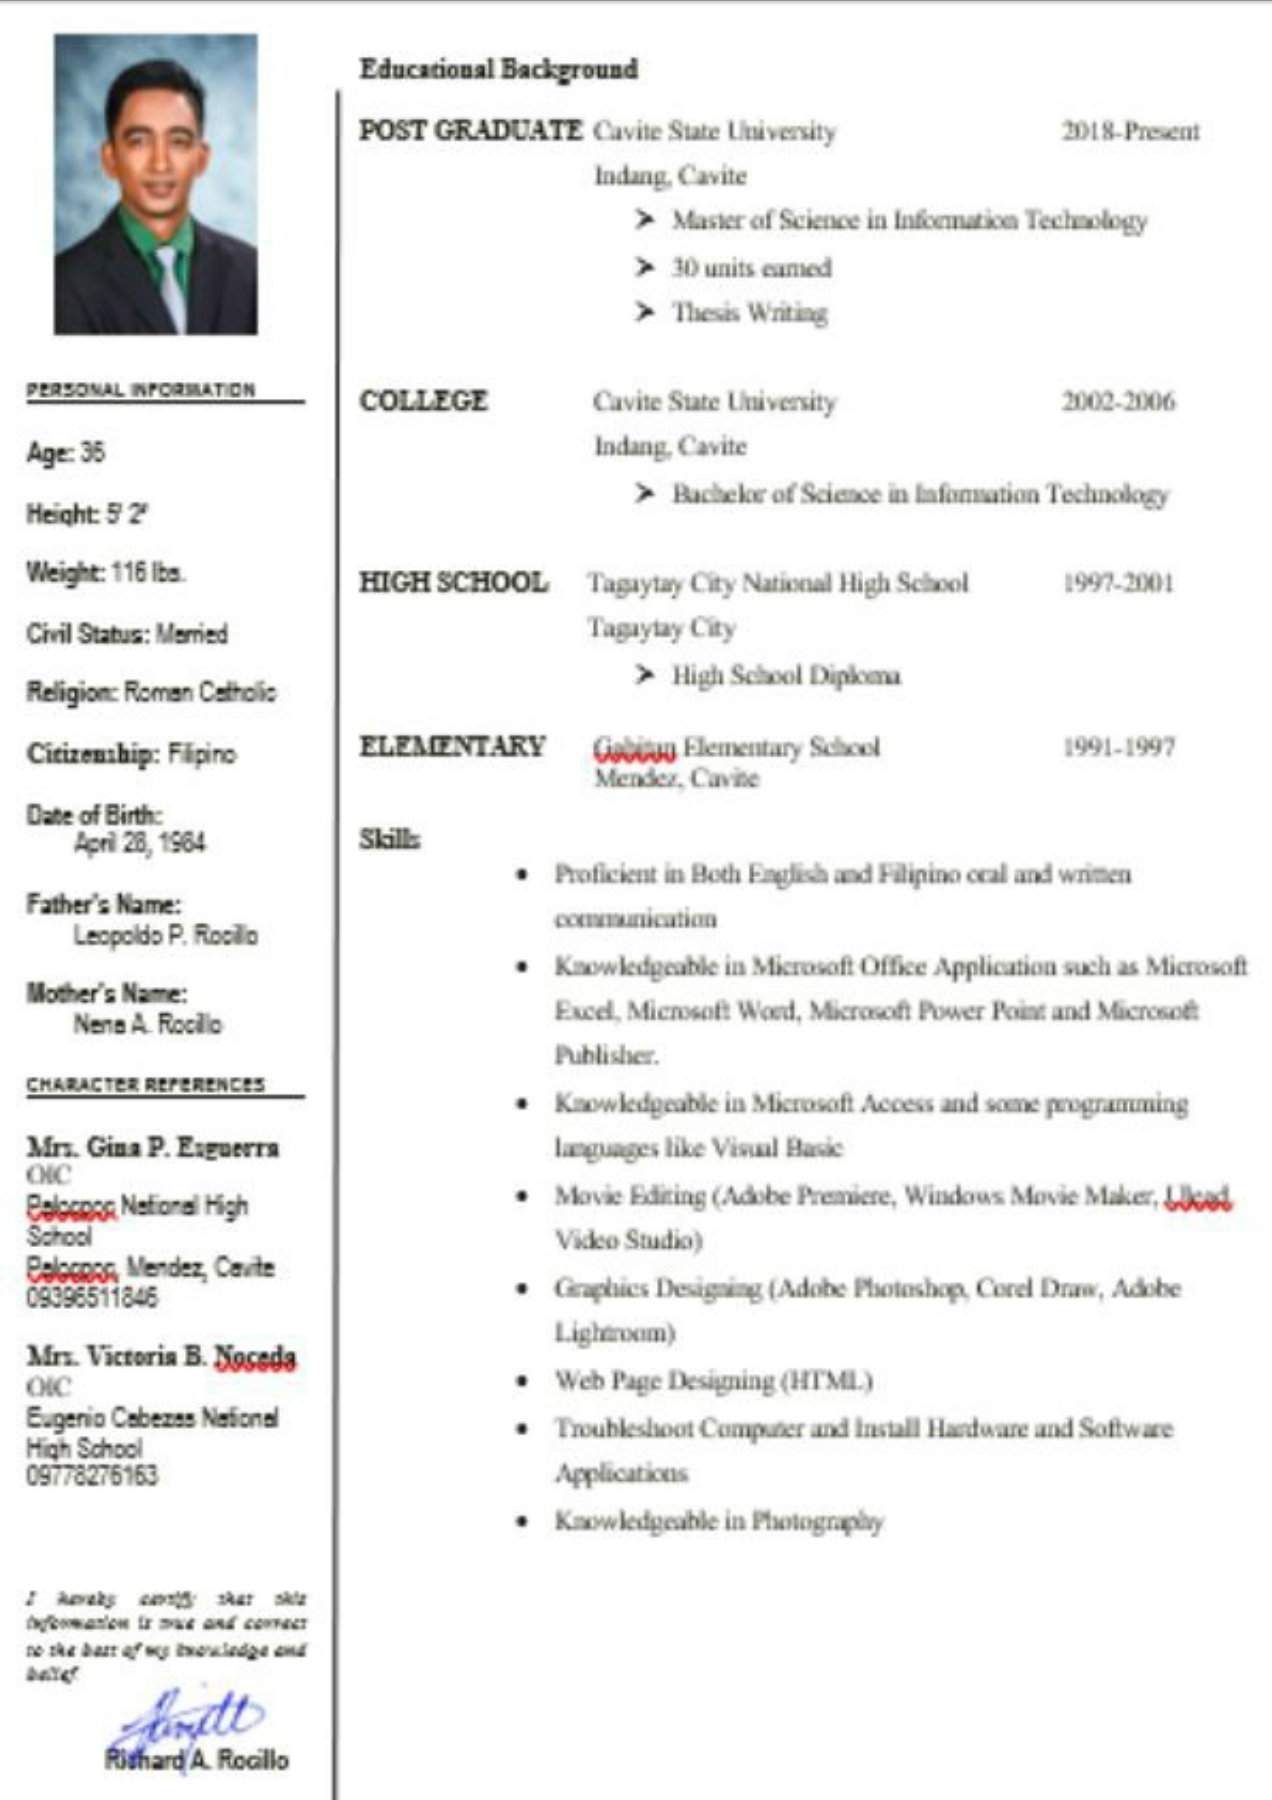 PERSONAL INFORMATION
Age: 36
Height: 5' 2"
Weight: 116 lbs.
Civil Status: Married
Religion: Roman Catholic
Citizenship: Filipino
Date of Birth:
April 28, 1984
Father's Name:
Leopoldo P. Rocillo
Mother's Name:
Nena A. Rocillo
CHARACTER REFERENCES
Mrs. Gina P. Esguerra
OIC
Palocpoc National High
School
Palocpoc, Mendez, Cavite
09396511846
Mrs. Victoria B. Noceda
OIC
Eugenio Cabezas National
High School
09778276163
I hereby certify that this
information is true and correct
to the best of my knowledge and
belief.
Richard A. Rocillo
Educational Background
POST GRADUATE Cavite State University 2018-Present
Indang, Cavite
➤ Master of Science in Information Technology
➤ 30 units earned
➤ Thesis Writing
COLLEGE Cavite State University 2002-2006
Indang, Cavite
➤ Bachelor of Science in Information Technology
HIGH SCHOOL Tagaytay City National High School 1997-2001
Tagaytay City
➤ High School Diploma
ELEMENTARY Gabitan Elementary School 1991-1997
Mendez, Cavite
Skills
• Proficient in Both English and Filipino oral and written
communication
• Knowledgeable in Microsoft Office Application such as Microsoft
Excel, Microsoft Word, Microsoft Power Point and Microsoft
Publisher.
• Knowledgeable in Microsoft Access and some programming
languages like Visual Basic
• Movie Editing (Adobe Premiere, Windows Movie Maker, Ulead
Video Studio)
• Graphics Designing (Adobe Photoshop, Corel Draw, Adobe
Lightroom)
• Web Page Designing (HTML)
• Troubleshoot Computer and Install Hardware and Software
Applications
• Knowledgeable in Photography